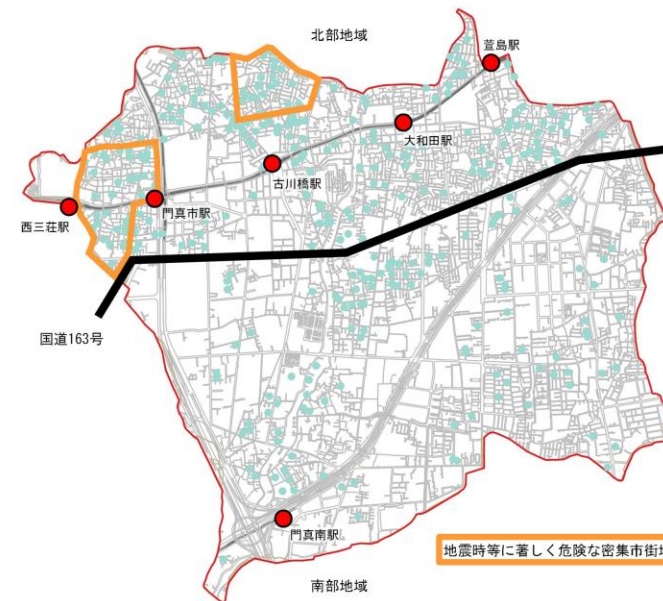 北部地域
萱島駅
大和田駅
古川橋駅
門真市駅
西三荘駅
国道163号
門真南駅
地震時等に著しく危険な密集市街地
南部地域